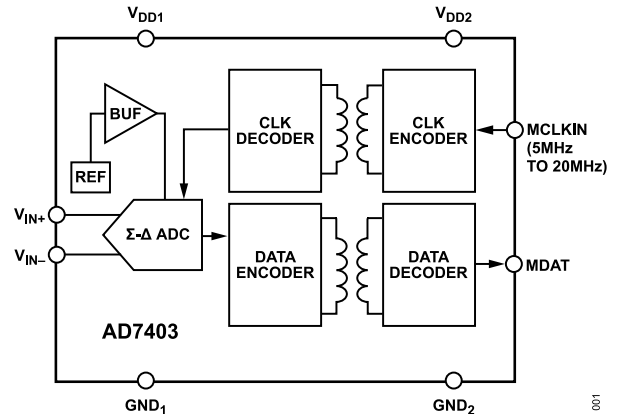 VDD1
VDD2
BUF
REF
CLK
DECODER
CLK
ENCODER
MCLKIN
(5MHz
TO 20MHz)
VIN+
VIN–
Σ-Δ ADC
DATA
ENCODER
DATA
DECODER
MDAT
AD7403
GND1
GND2
001